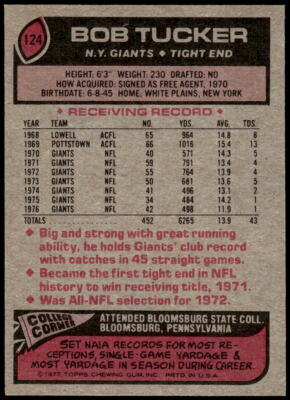 124
BOB TUCKER
N.Y. GIANTS ◆ TIGHT END
HEIGHT: 6'3" WEIGHT: 230 DRAFTED: NO
HOW ACQUIRED: SIGNED AS FREE AGENT, 1970
BIRTHDATE: 6-8-45 HOME: WHITE PLAINS, NEW YORK
◆ RECEIVING RECORD ◆
YEAR TEAM NO. YDS. AVG. TDS
1968 LOWELL ACFL 65 964 14.8 8
1969 POTTSTOWN ACFL 66 1016 15.4 13
1970 GIANTS NFL 40 571 14.3 5
1971 GIANTS NFL 59 791 13.4 4
1972 GIANTS NFL 55 764 13.9 4
1973 GIANTS NFL 50 681 13.6 5
1974 GIANTS NFL 41 496 12.1 2
1975 GIANTS NFL 34 484 14.2 1
1976 GIANTS NFL 42 498 11.9 1
TOTALS 452 6265 13.9 43
◆ Big and strong with great running
ability, he holds Giants' club record
with catches in 45 straight games.
◆ Became the first tight end in NFL
history to win receiving title, 1971.
◆ Was All-NFL selection for 1972.
COLLEGE
CORNER
ATTENDED BLOOMSBURG STATE COLL.
BLOOMSBURG, PENNSYLVANIA
SET NAIA RECORDS FOR MOST RE-
CEPTIONS, SINGLE-GAME YARDAGE &
MOST YARDAGE IN SEASON DURING CAREER.
© 1977 TOPPS CHEWING GUM, INC. PRTD. IN U.S.A.